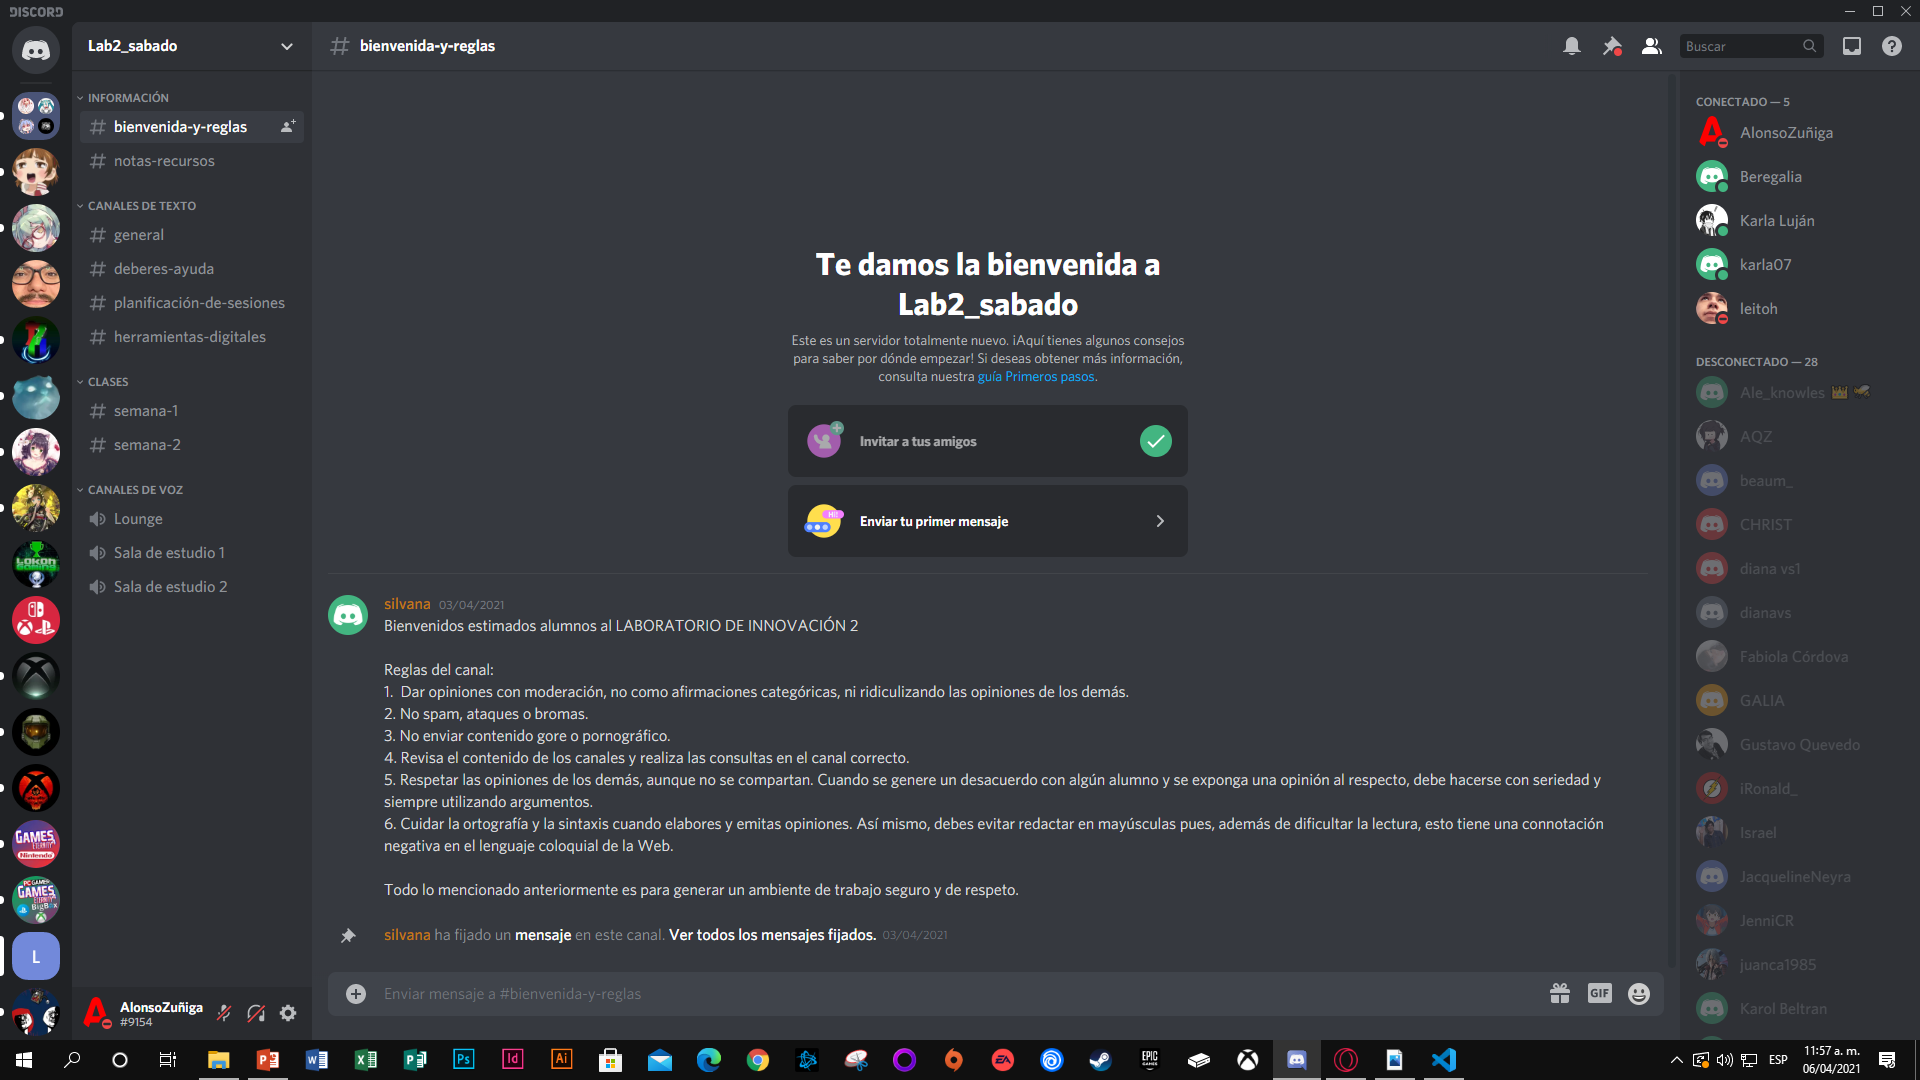 DISCORD
Lab2_sabado
bienvenida-y-reglas
Buscar
INFORMACIÓN
bienvenida-y-reglas
notas-recursos
CANALES DE TEXTO
general
deberes-ayuda
planificación-de-sesiones
herramientas-digitales
CLASES
semana-1
semana-2
CANALES DE VOZ
Lounge
Sala de estudio 1
Sala de estudio 2
LOKOH
GAMES
Nintendo
PC GAMER
GAMES
BigBox
L
AlonsoZuñiga
#9154
Te damos la bienvenida a
Lab2_sabado
Este es un servidor totalmente nuevo. ¡Aquí tienes algunos consejos
para saber por dónde empezar! Si deseas obtener más información,
consulta nuestra guía Primeros pasos.
Invitar a tus amigos
Hi!
Enviar tu primer mensaje
silvana 03/04/2021
Bienvenidos estimados alumnos al LABORATORIO DE INNOVACIÓN 2
Reglas del canal:
1.  Dar opiniones con moderación, no como afirmaciones categóricas, ni ridiculizando las opiniones de los demás.
2. No spam, ataques o bromas.
3. No enviar contenido gore o pornográfico.
4. Revisa el contenido de los canales y realiza las consultas en el canal correcto.
5. Respetar las opiniones de los demás, aunque no se compartan. Cuando se genere un desacuerdo con algún alumno y se exponga una opinión al respecto, debe hacerse con seriedad y
siempre utilizando argumentos.
6. Cuidar la ortografía y la sintaxis cuando elabores y emitas opiniones. Así mismo, debes evitar redactar en mayúsculas pues, además de dificultar la lectura, esto tiene una connotación
negativa en el lenguaje coloquial de la Web.
Todo lo mencionado anteriormente es para generar un ambiente de trabajo seguro y de respeto.
silvana ha fijado un mensaje en este canal. Ver todos los mensajes fijados. 03/04/2021
Enviar mensaje a #bienvenida-y-reglas
GIF
CONECTADO — 5
AlonsoZuñiga
Beregalia
Karla Luján
karla07
leitoh
DESCONECTADO — 28
Ale_knowles
AQZ
beaum_
CHRIST
diana vs1
dianavs
Fabiola Córdova
GALIA
Gustavo Quevedo
iRonald_
Israel
JacquelineNeyra
JenniCR
juanca1985
Karol Beltran
Ps
Id
Ai
EA
EPIC
GAMES
ESP
11:57 a. m.
06/04/2021